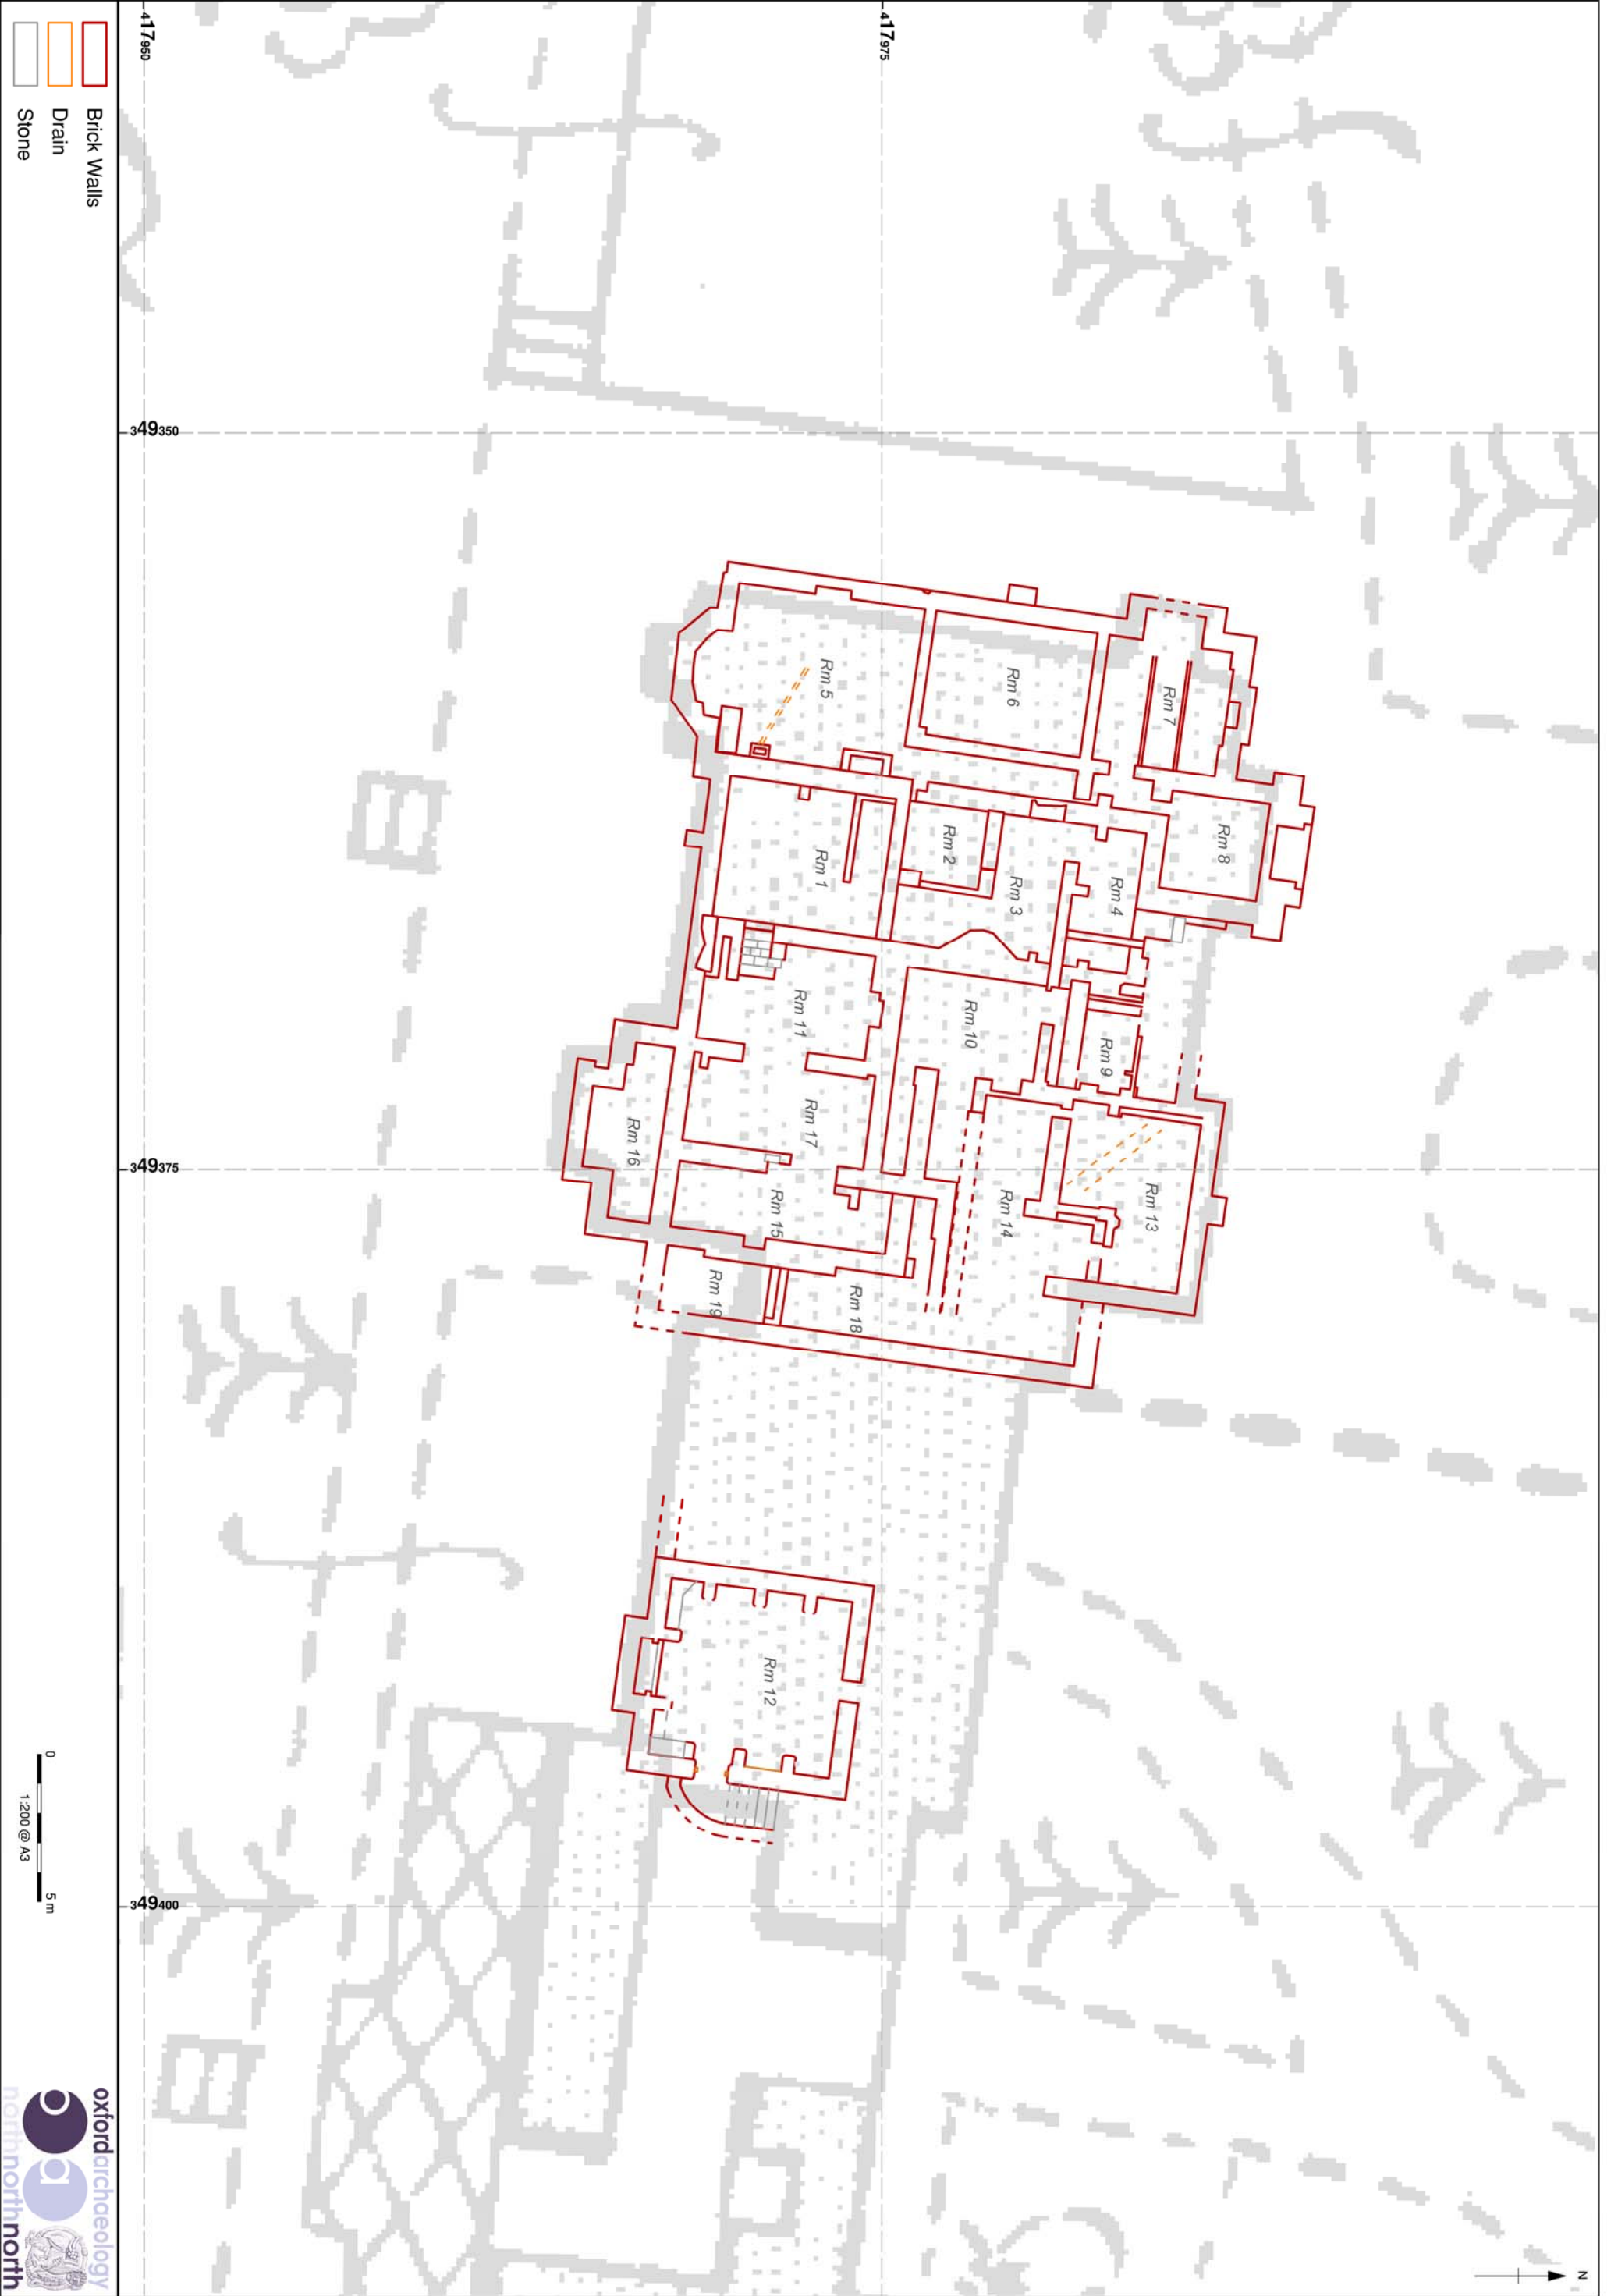 N
417975
417950
349350
349375
349400
Rm 8
Rm 7
Rm 4
Rm 6
Rm 3
Rm 2
Rm 5
Rm 1
Rm 9
Rm 13
Rm 14
Rm 10
Rm 11
Rm 17
Rm 15
Rm 16
Rm 18
Rm 19
Rm 12
Brick Walls
Drain
Stone
0 5 m
1:200 @ A3
oxfordarchaeology
northnorthnorth